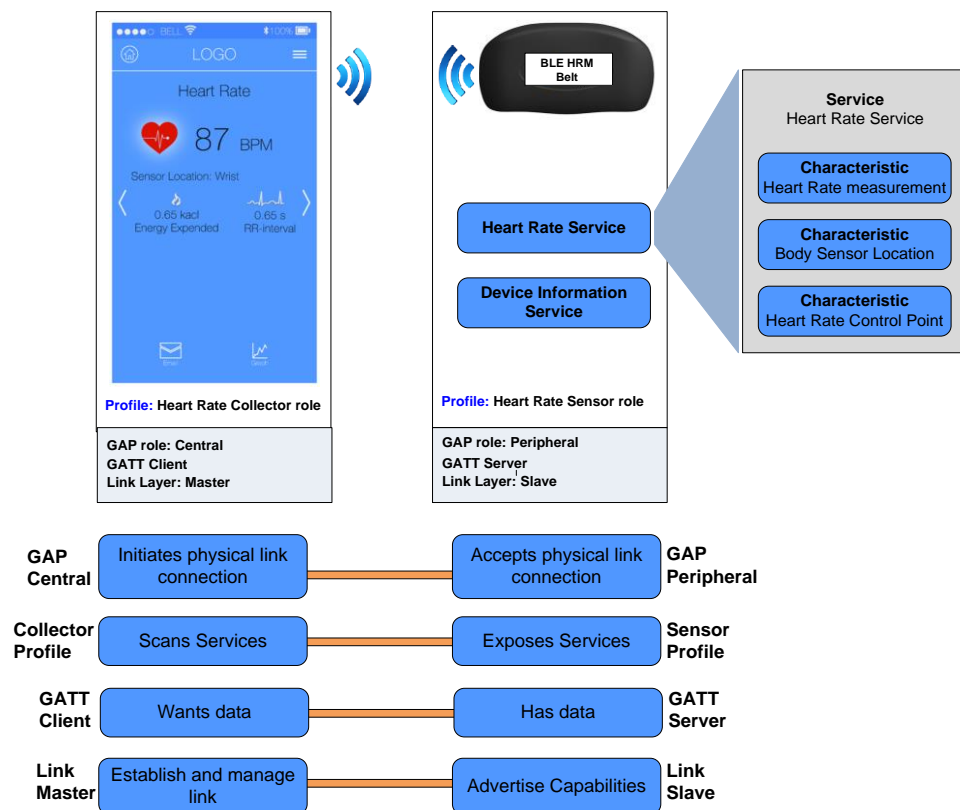 BELL
100%
LOGO
Heart Rate
87 BPM
Sensor Location: Wrist
0.65 kacl
Energy Expended
0.65 s
RR-interval
Email
Graph
Profile: Heart Rate Collector role
GAP role: Central
GATT Client
Link Layer: Master
BLE HRM
Belt
Heart Rate Service
Device Information
Service
Profile: Heart Rate Sensor role
GAP role: Peripheral
GATT Server
Link Layer: Slave
Service
Heart Rate Service
Characteristic
Heart Rate measurement
Characteristic
Body Sensor Location
Characteristic
Heart Rate Control Point
GAP
Central
Initiates physical link
connection
Accepts physical link
connection
GAP
Peripheral
Collector
Profile
Scans Services
Exposes Services
Sensor
Profile
GATT
Client
Wants data
Has data
GATT
Server
Link
Master
Establish and manage
link
Advertise Capabilities
Link
Slave